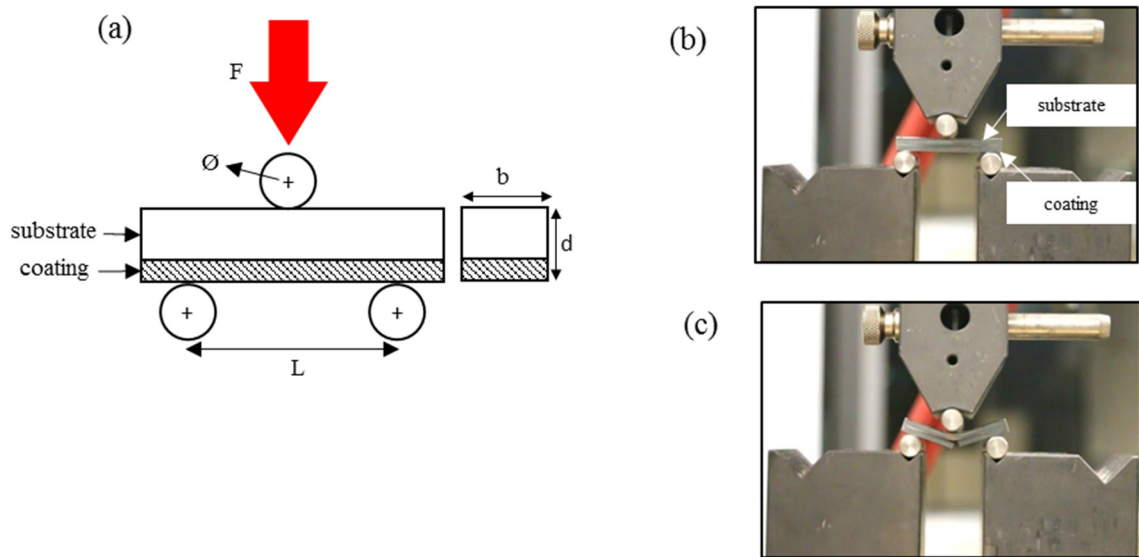 (a)
F
Ø
b
substrate
d
coating
L
(b)
substrate
coating
(c)